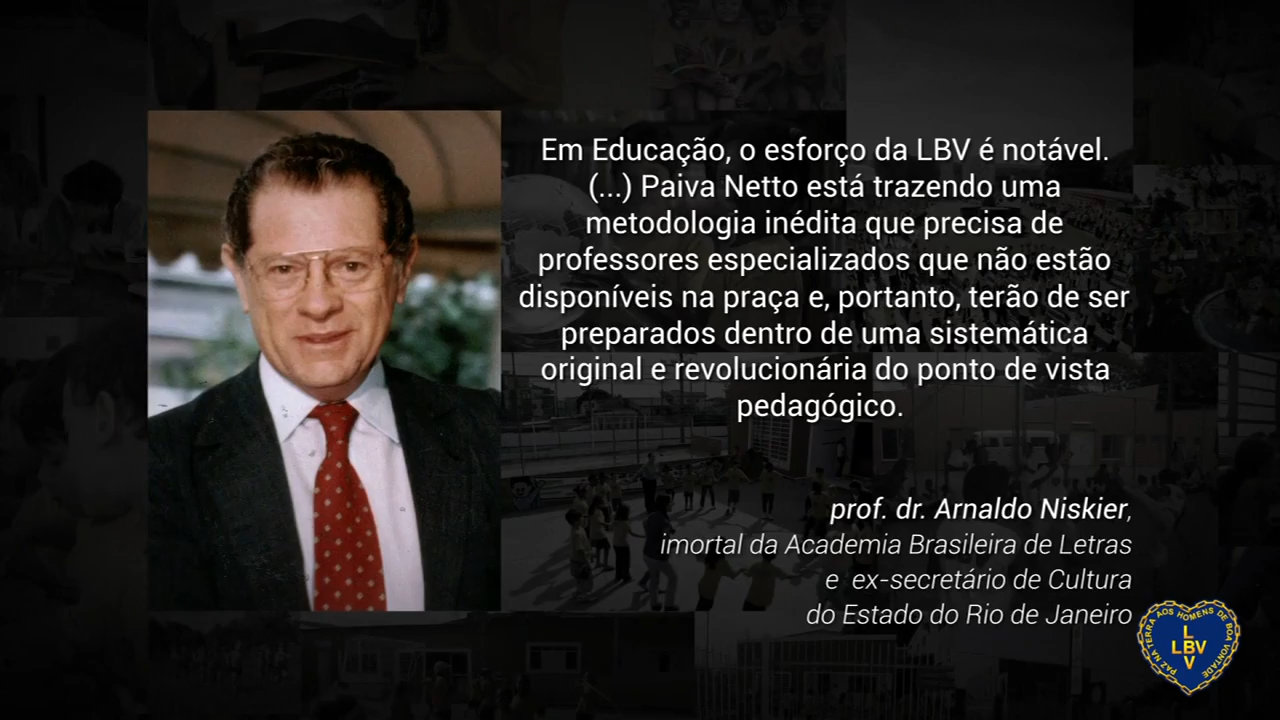 Em Educação, o esforço da LBV é notável.
(...) Paiva Netto está trazendo uma
metodologia inédita que precisa de
professores especializados que não estão
disponíveis na praça e, portanto, terão de ser
preparados dentro de uma sistemática
original e revolucionária do ponto de vista
pedagógico.
prof. dr. Arnaldo Niskier,
imortal da Academia Brasileira de Letras
e ex-secretário de Cultura
do Estado do Rio de Janeiro
PAZ NA TERRA AOS HOMENS DE BOA VONTADE
L
LBV
V